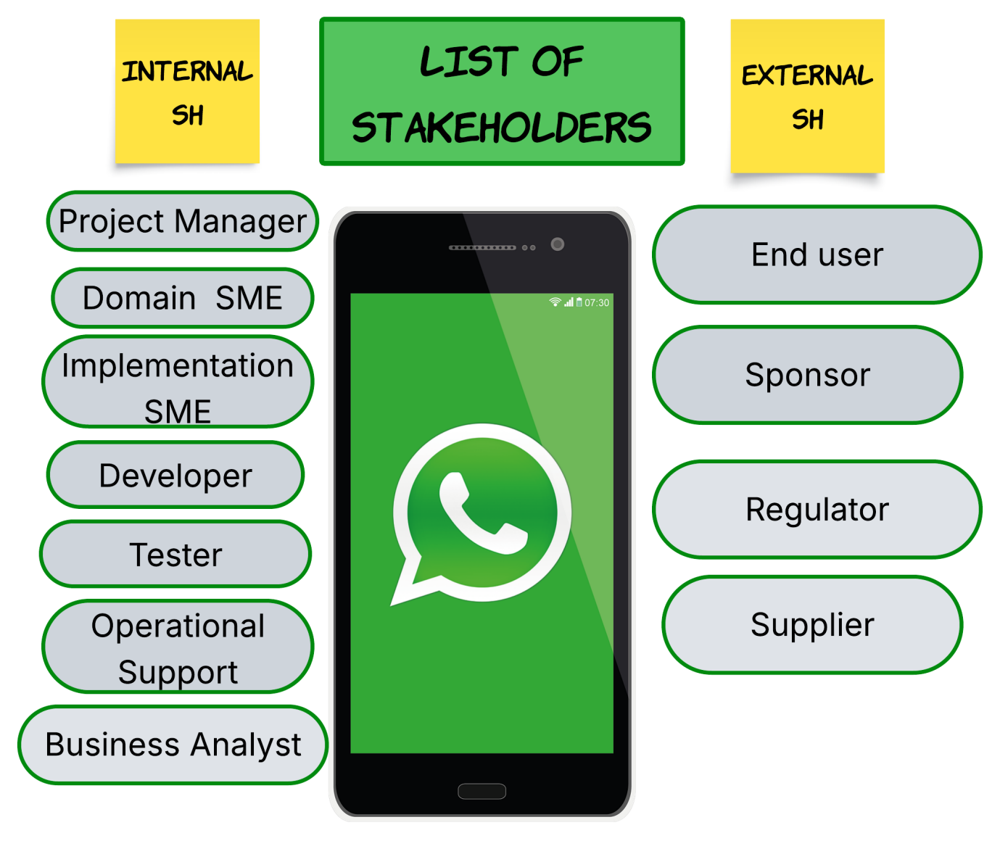 INTERNAL
SH
LIST OF
STAKEHOLDERS
EXTERNAL
SH
Project Manager
Domain  SME
Implementation
SME
Developer
Tester
Operational
Support
Business Analyst
07:30
End user
Sponsor
Regulator
Supplier